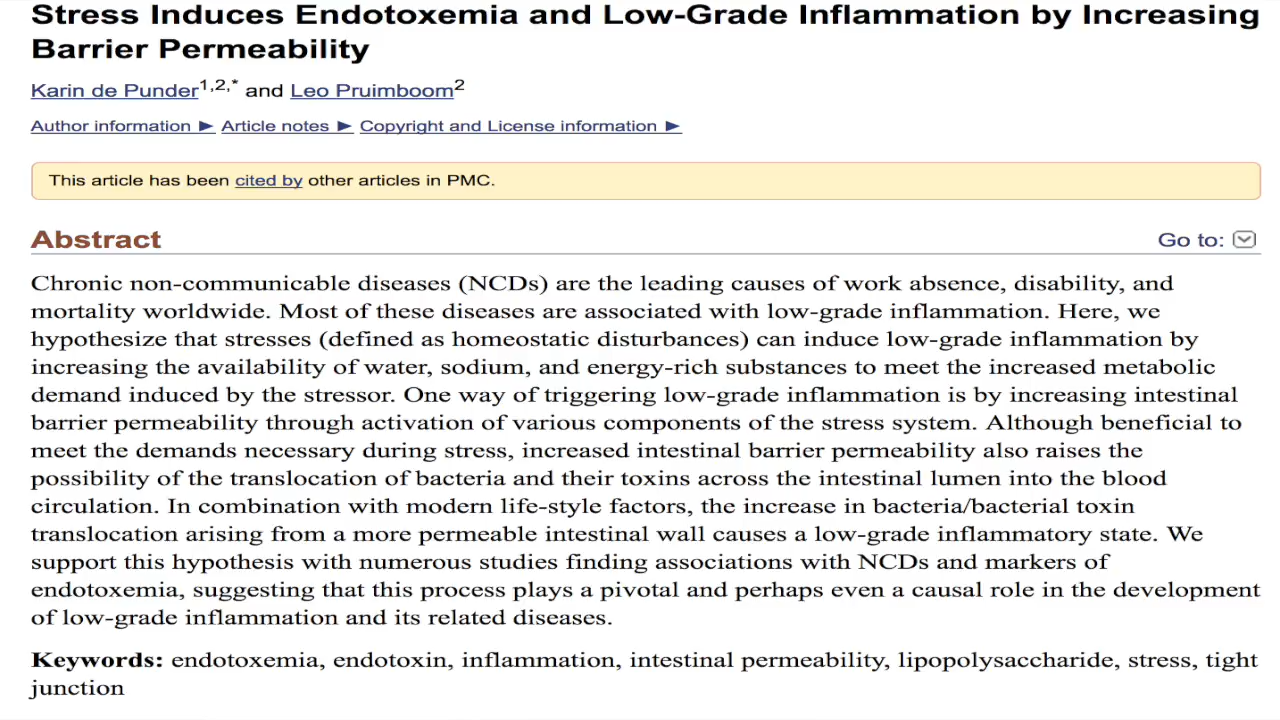 Stress Induces Endotoxemia and Low-Grade Inflammation by Increasing
Barrier Permeability
Karin de Punder1,2,* and Leo Pruimboom2
Author information ► Article notes ► Copyright and License information ►
This article has been cited by other articles in PMC.
Abstract
Go to:
Chronic non-communicable diseases (NCDs) are the leading causes of work absence, disability, and
mortality worldwide. Most of these diseases are associated with low-grade inflammation. Here, we
hypothesize that stresses (defined as homeostatic disturbances) can induce low-grade inflammation by
increasing the availability of water, sodium, and energy-rich substances to meet the increased metabolic
demand induced by the stressor. One way of triggering low-grade inflammation is by increasing intestinal
barrier permeability through activation of various components of the stress system. Although beneficial to
meet the demands necessary during stress, increased intestinal barrier permeability also raises the
possibility of the translocation of bacteria and their toxins across the intestinal lumen into the blood
circulation. In combination with modern life-style factors, the increase in bacteria/bacterial toxin
translocation arising from a more permeable intestinal wall causes a low-grade inflammatory state. We
support this hypothesis with numerous studies finding associations with NCDs and markers of
endotoxemia, suggesting that this process plays a pivotal and perhaps even a causal role in the development
of low-grade inflammation and its related diseases.
Keywords: endotoxemia, endotoxin, inflammation, intestinal permeability, lipopolysaccharide, stress, tight
junction